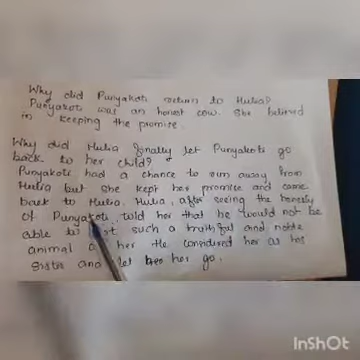 Why did Punyakoti return to Hulia?
Punyakoti was an honest cow. She belived
in keeping the promise.
Why did Hulia finally let Punyakoti go
back to her child?
Punyakoti had a chance to run away from
Hulia but she kept her promise and came
back to Hulia. Hulia, after seeing the honesty
of Punyakoti, told her that he would not be
able to such a truthful and noble
animal her. He considered her as his
sister and let her go.
InShOt